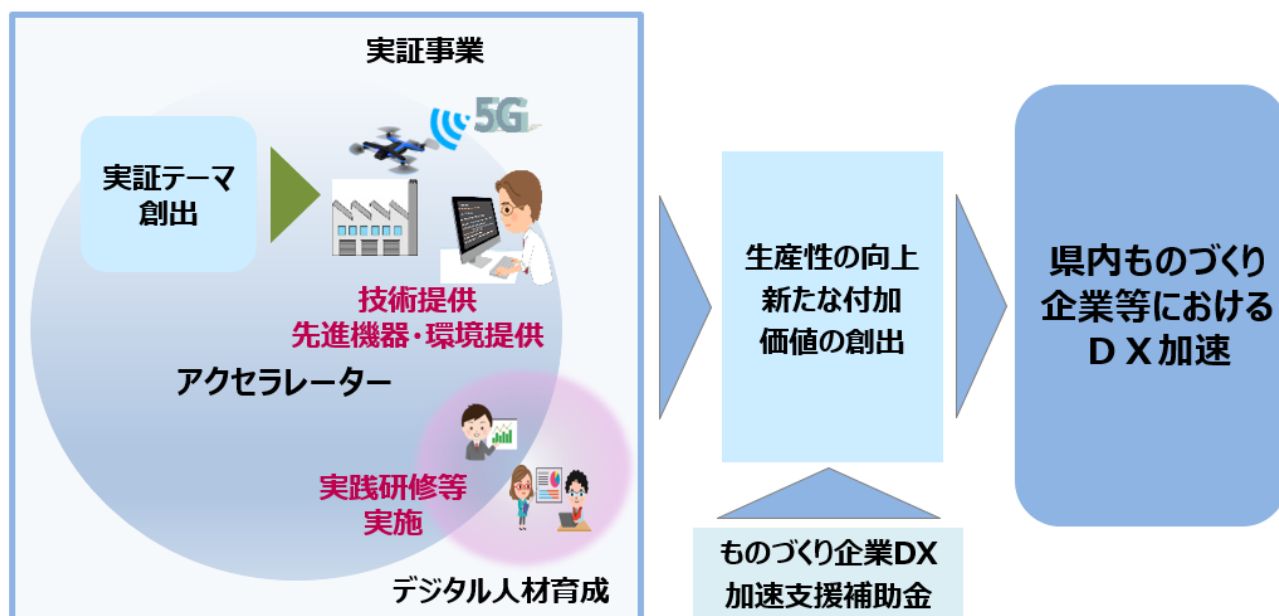 実証事業
5G
実証テーマ
創出
技術提供
先進機器・環境提供
アクセラレーター
実践研修等
実施
デジタル人材育成
生産性の向上
新たな付加
価値の創出
ものづくり企業DX
加速支援補助金
県内ものづくり
企業等における
ＤＸ加速